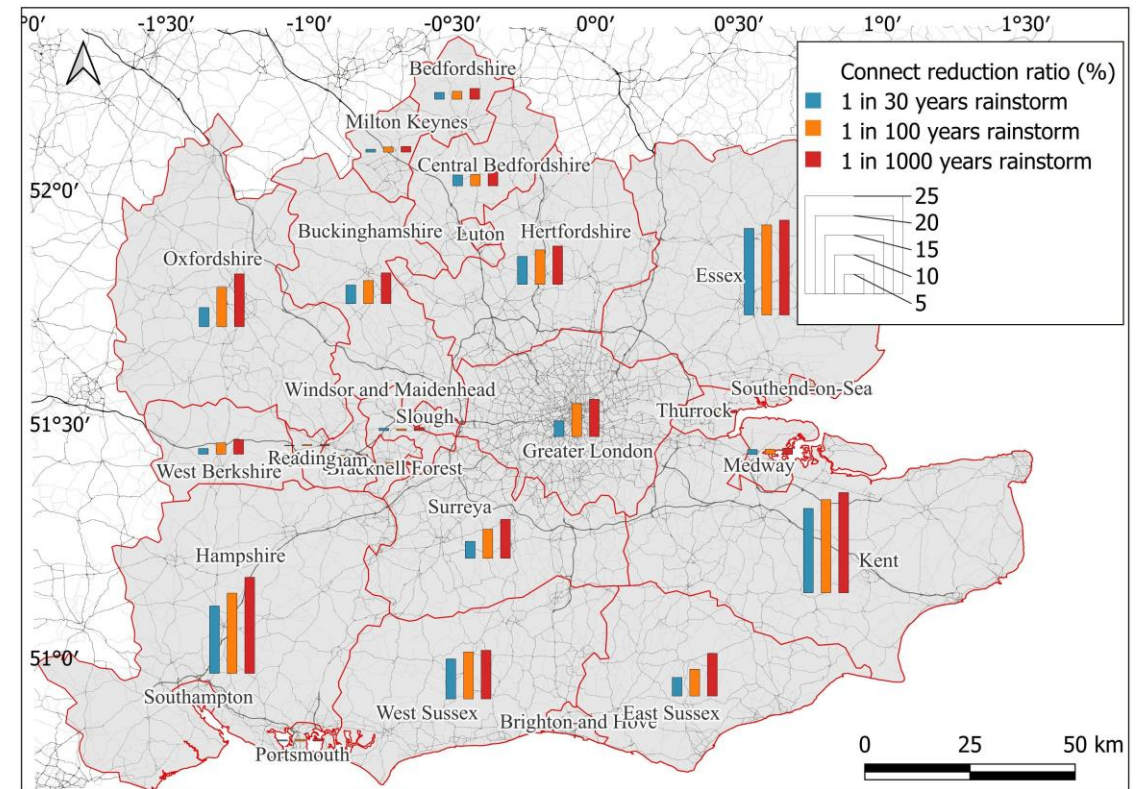 0° -1°30′ -1°0′ -0°30′ 0°0′ 0°30′ 1°0′ 1°30′
Connect reduction ratio (%)
1 in 30 years rainstorm
1 in 100 years rainstorm
1 in 1000 years rainstorm
25
20
15
10
5
Bedfordshire
Milton Keynes
Central Bedfordshire
52°0′
Buckinghamshire
Luton
Hertfordshire
Oxfordshire
Essex
Windsor and Maidenhead
Southend-on-Sea
Slough
Thurrock
51°30′
Greater London
Reading
ham
Bracknell Forest
West Berkshire
Medway
Surreya
Hampshire
Kent
51°0′
Southampton
West Sussex
Brighton and Hove
East Sussex
Portsmouth
0 25 50 km